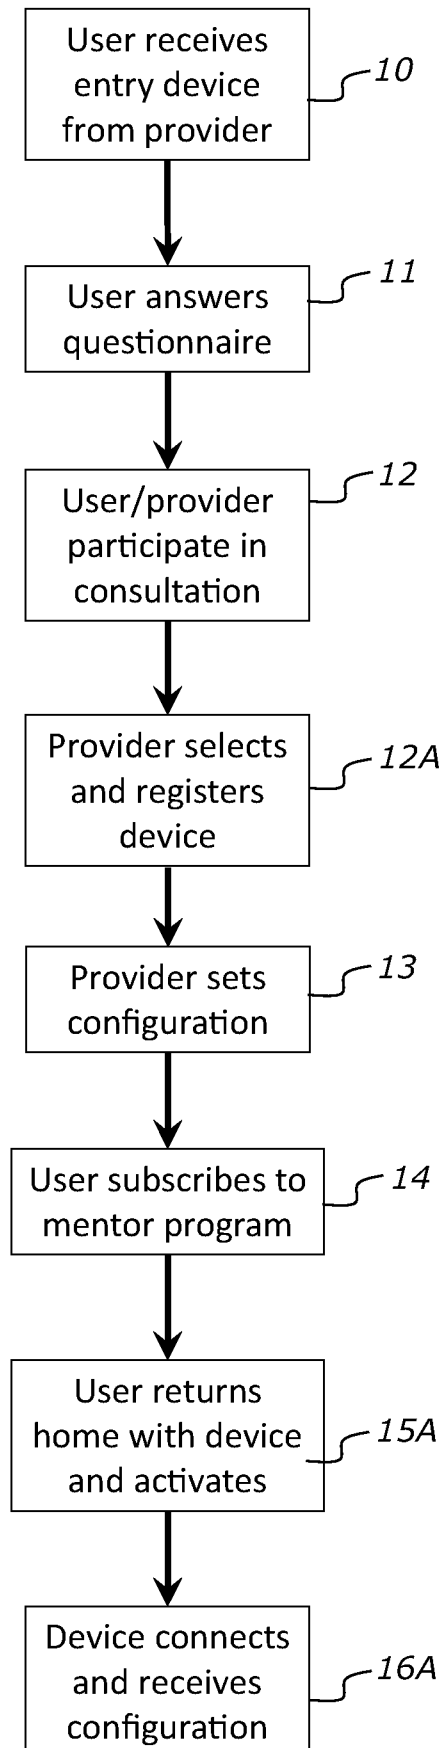 User receives
entry device
from provider
10
User answers
questionnaire
11
User/provider
participate in
consultation
12
Provider selects
and registers
device
12A
Provider sets
configuration
13
User subscribes to
mentor program
14
User returns
home with device
and activates
15A
Device connects
and receives
configuration
16A